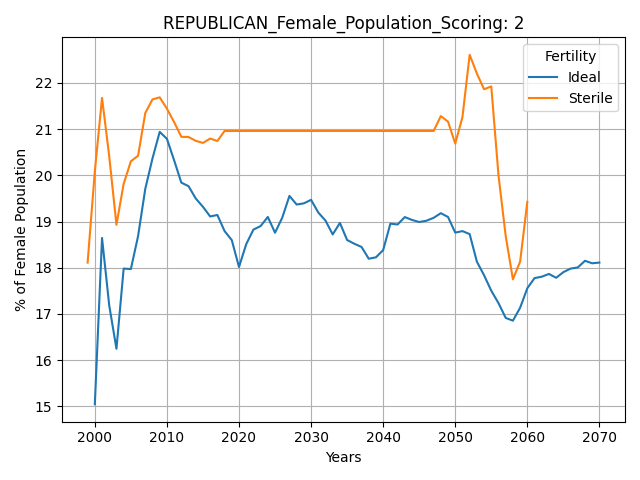 REPUBLICAN_Female_Population_Scoring: 2
Fertility
Ideal
Sterile
% of Female Population
22
21
20
19
18
17
16
15
2000 2010 2020 2030 2040 2050 2060 2070
Years